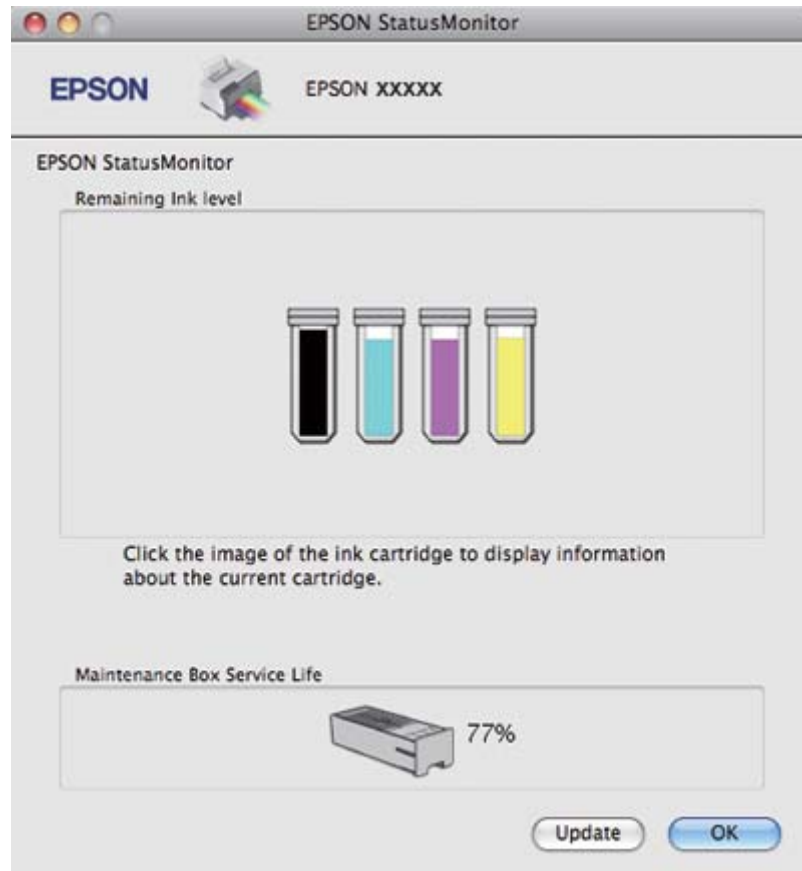 EPSON StatusMonitor
EPSON
EPSON XXXXX
EPSON StatusMonitor
Remaining Ink level
Click the image of the ink cartridge to display information
about the current cartridge.
Maintenance Box Service Life
77%
Update
OK